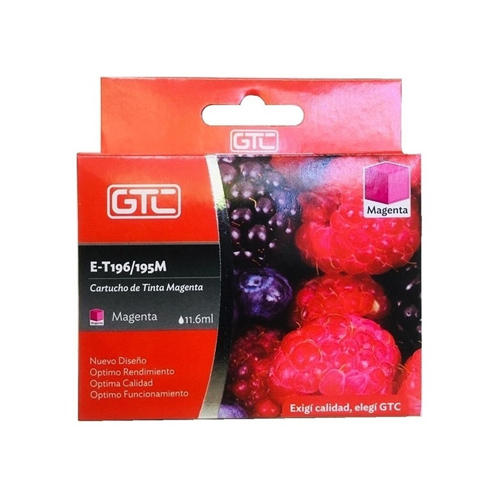 GTC
GTC
Magenta
E-T196/195M
Cartucho de Tinta Magenta
Magenta
11.6ml
Nuevo Diseño
Optimo Rendimiento
Optima Calidad
Optimo Funcionamiento
Exigí calidad, elegí GTC